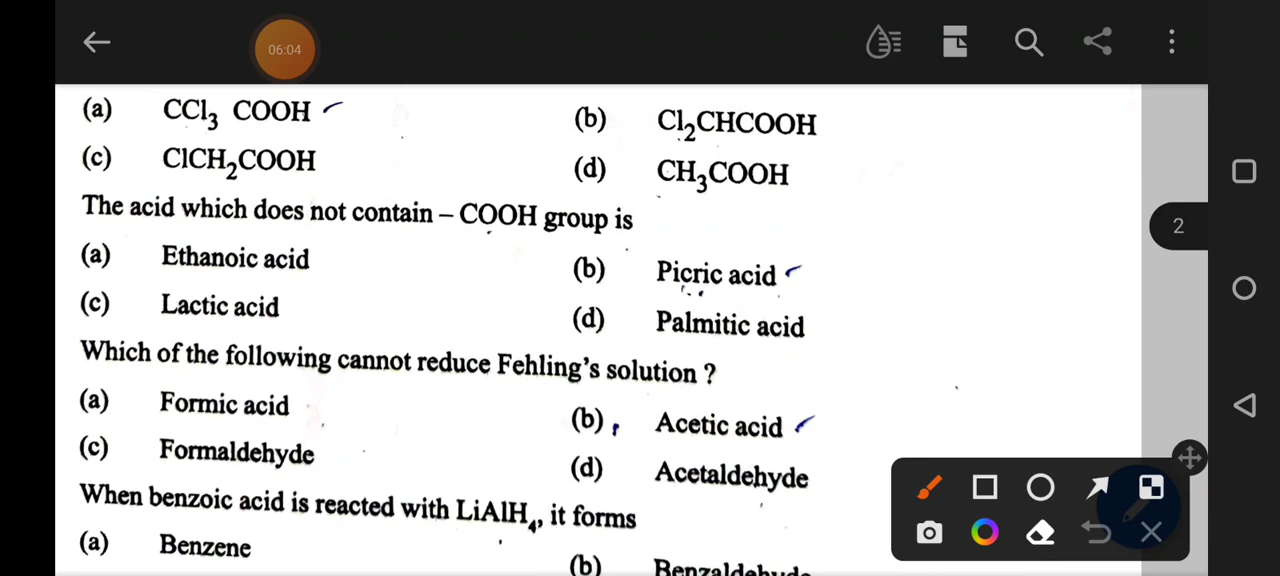 06:04
(a) CCl₃ COOH (b) Cl₂CHCOOH
(c) ClCH₂COOH (d) CH₃COOH
The acid which does not contain – COOH group is
(a) Ethanoic acid (b) Picric acid
(c) Lactic acid (d) Palmitic acid
Which of the following cannot reduce Fehling's solution ?
(a) Formic acid (b) Acetic acid
(c) Formaldehyde (d) Acetaldehyde
When benzoic acid is reacted with LiAlH₄, it forms
(a) Benzene (b) Benzaldehyde
2